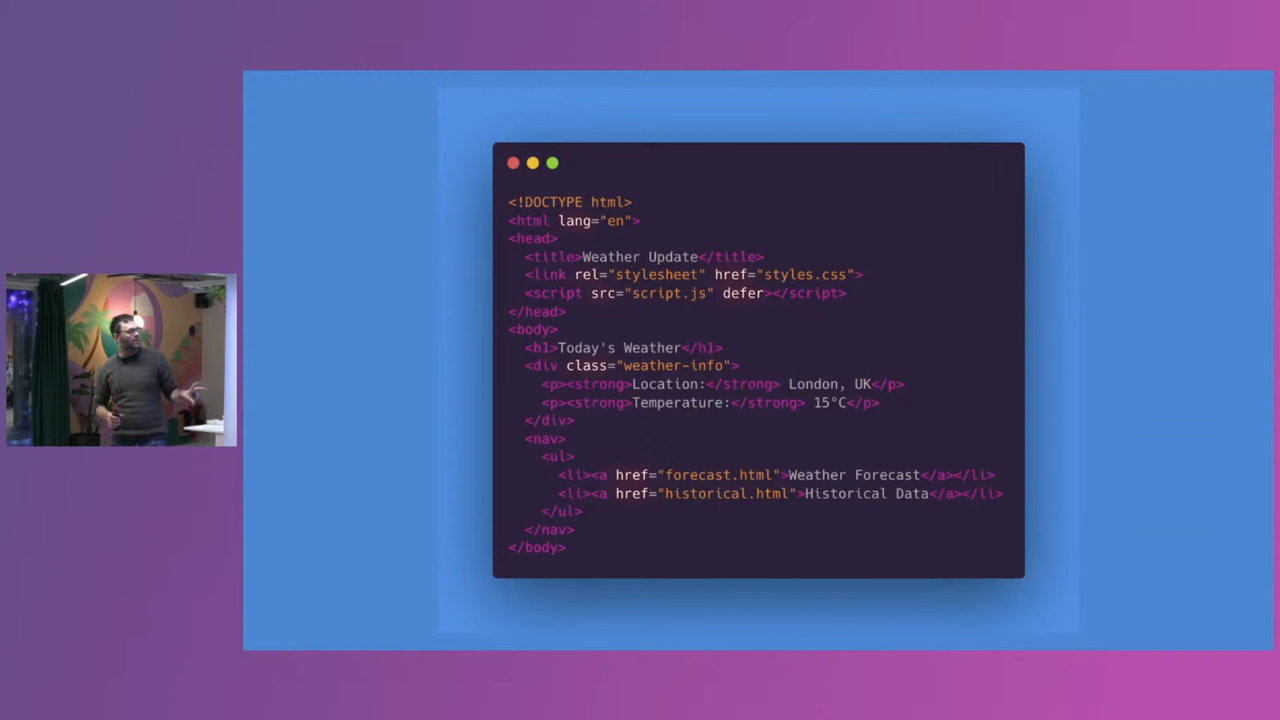 <!DOCTYPE html>
<html lang="en">
<head>
  <title>Weather Update</title>
  <link rel="stylesheet" href="styles.css">
  <script src="script.js" defer></script>
</head>
<body>
  <h1>Today's Weather</h1>
  <div class="weather-info">
    <p><strong>Location:</strong> London, UK</p>
    <p><strong>Temperature:</strong> 15°C</p>
  </div>
  <nav>
    <ul>
      <li><a href="forecast.html">Weather Forecast</a></li>
      <li><a href="historical.html">Historical Data</a></li>
    </ul>
  </nav>
</body>